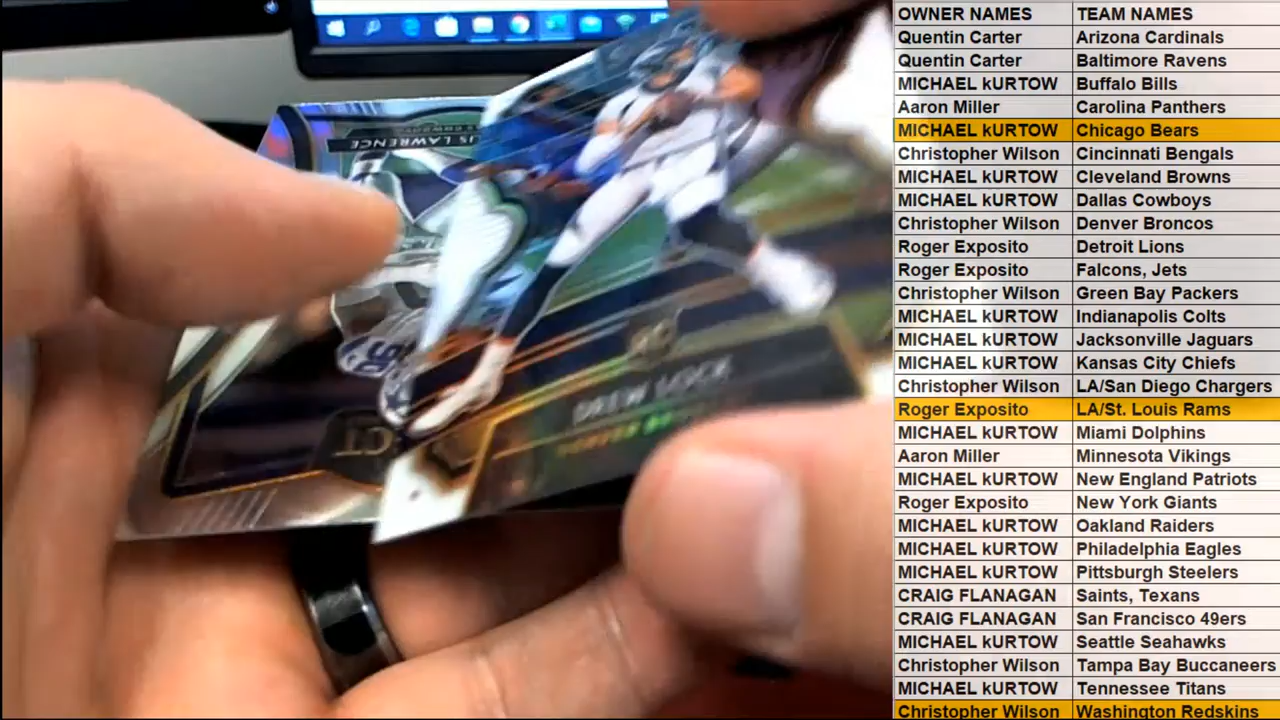 OWNER NAMES TEAM NAMES
Quentin Carter Arizona Cardinals
Quentin Carter Baltimore Ravens
MICHAEL kURTOW Buffalo Bills
Aaron Miller Carolina Panthers
MICHAEL kURTOW Chicago Bears
Christopher Wilson Cincinnati Bengals
MICHAEL kURTOW Cleveland Browns
MICHAEL kURTOW Dallas Cowboys
Christopher Wilson Denver Broncos
Roger Exposito Detroit Lions
Roger Exposito Falcons, Jets
Christopher Wilson Green Bay Packers
MICHAEL kURTOW Indianapolis Colts
MICHAEL kURTOW Jacksonville Jaguars
MICHAEL kURTOW Kansas City Chiefs
Christopher Wilson LA/San Diego Chargers
Roger Exposito LA/St. Louis Rams
MICHAEL kURTOW Miami Dolphins
Aaron Miller Minnesota Vikings
MICHAEL kURTOW New England Patriots
Roger Exposito New York Giants
MICHAEL kURTOW Oakland Raiders
MICHAEL kURTOW Philadelphia Eagles
MICHAEL kURTOW Pittsburgh Steelers
CRAIG FLANAGAN Saints, Texans
CRAIG FLANAGAN San Francisco 49ers
MICHAEL kURTOW Seattle Seahawks
Christopher Wilson Tampa Bay Buccaneers
MICHAEL kURTOW Tennessee Titans
Christopher Wilson Washington Redskins
LAWRENCE
DREW LOCK
CT